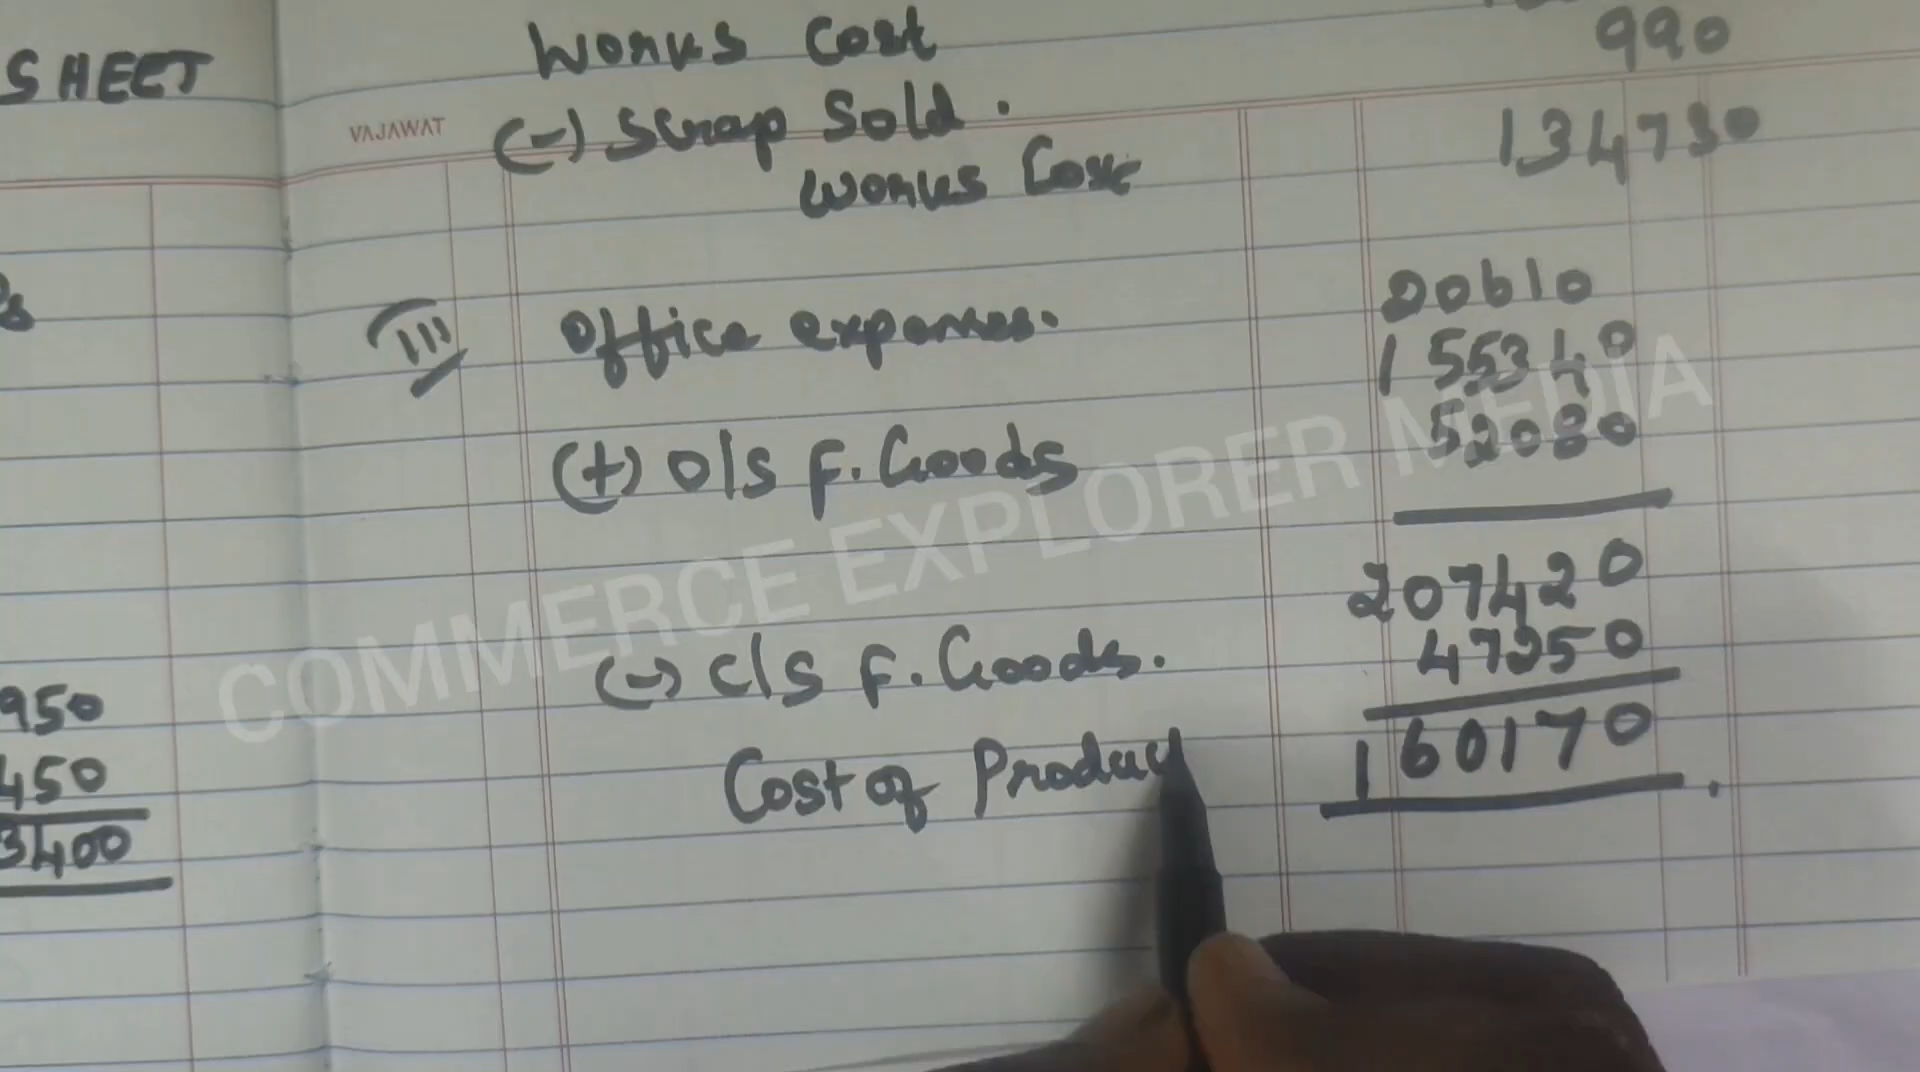 SHEET
Works Cost
990
VAJAWAT
(-) Scrap Sold.
134730
Works Cost
III
Office expenses.
20610
155340
(+) O/S F. Goods
52080
207420
(-) C/S F. Goods.
47250
Cost of Produc
160170.
950
450
3400
COMMERCE EXPLORER MEDIA